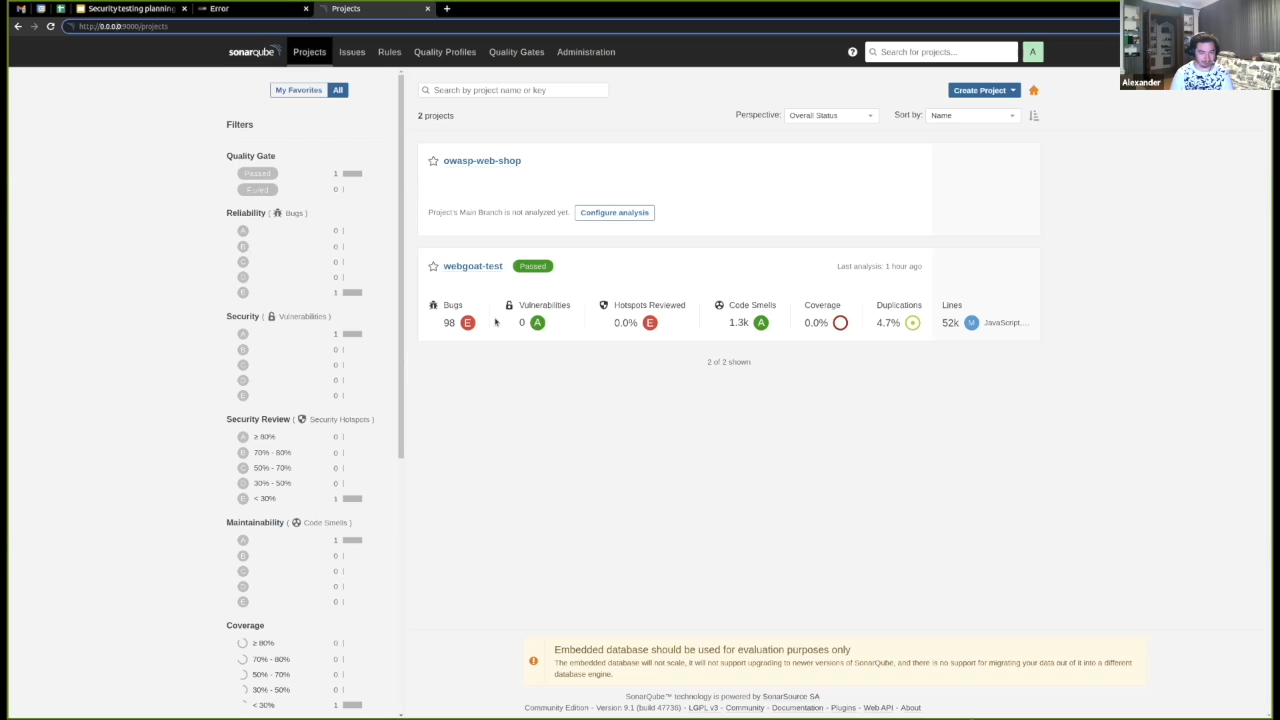 Security testing planning
Error
Projects
http://0.0.0.0:9000/projects
Alexander
sonarqube
Projects
Issues
Rules
Quality Profiles
Quality Gates
Administration
?
Search for projects...
A
My Favorites
All
Search by project name or key
Create Project
2 projects
Perspective:
Overall Status
Sort by:
Name
Filters
Quality Gate
Passed 1
Failed 0
Reliability ( Bugs )
A 0
B 0
C 0
D 0
E 1
Security ( Vulnerabilities )
A 1
B 0
C 0
D 0
E 0
Security Review ( Security Hotspots )
A ≥ 80% 0
B 70% - 80% 0
C 50% - 70% 0
D 30% - 50% 0
E < 30% 1
Maintainability ( Code Smells )
A 1
B 0
C 0
D 0
E 0
Coverage
≥ 80% 0
70% - 80% 0
50% - 70% 0
30% - 50% 0
< 30% 1
owasp-web-shop
Project's Main Branch is not analyzed yet.
Configure analysis
webgoat-test
Passed
Last analysis: 1 hour ago
Bugs
Vulnerabilities
Hotspots Reviewed
Code Smells
Coverage
Duplications
Lines
98 E
0 A
0.0% E
1.3k A
0.0%
4.7%
52k M JavaScript,...
2 of 2 shown
Embedded database should be used for evaluation purposes only
The embedded database will not scale, it will not support upgrading to newer versions of SonarQube, and there is no support for migrating your data out of it into a different
database engine.
SonarQube™ technology is powered by SonarSource SA
Community Edition - Version 9.1 (build 47736) - LGPL v3 - Community - Documentation - Plugins - Web API - About